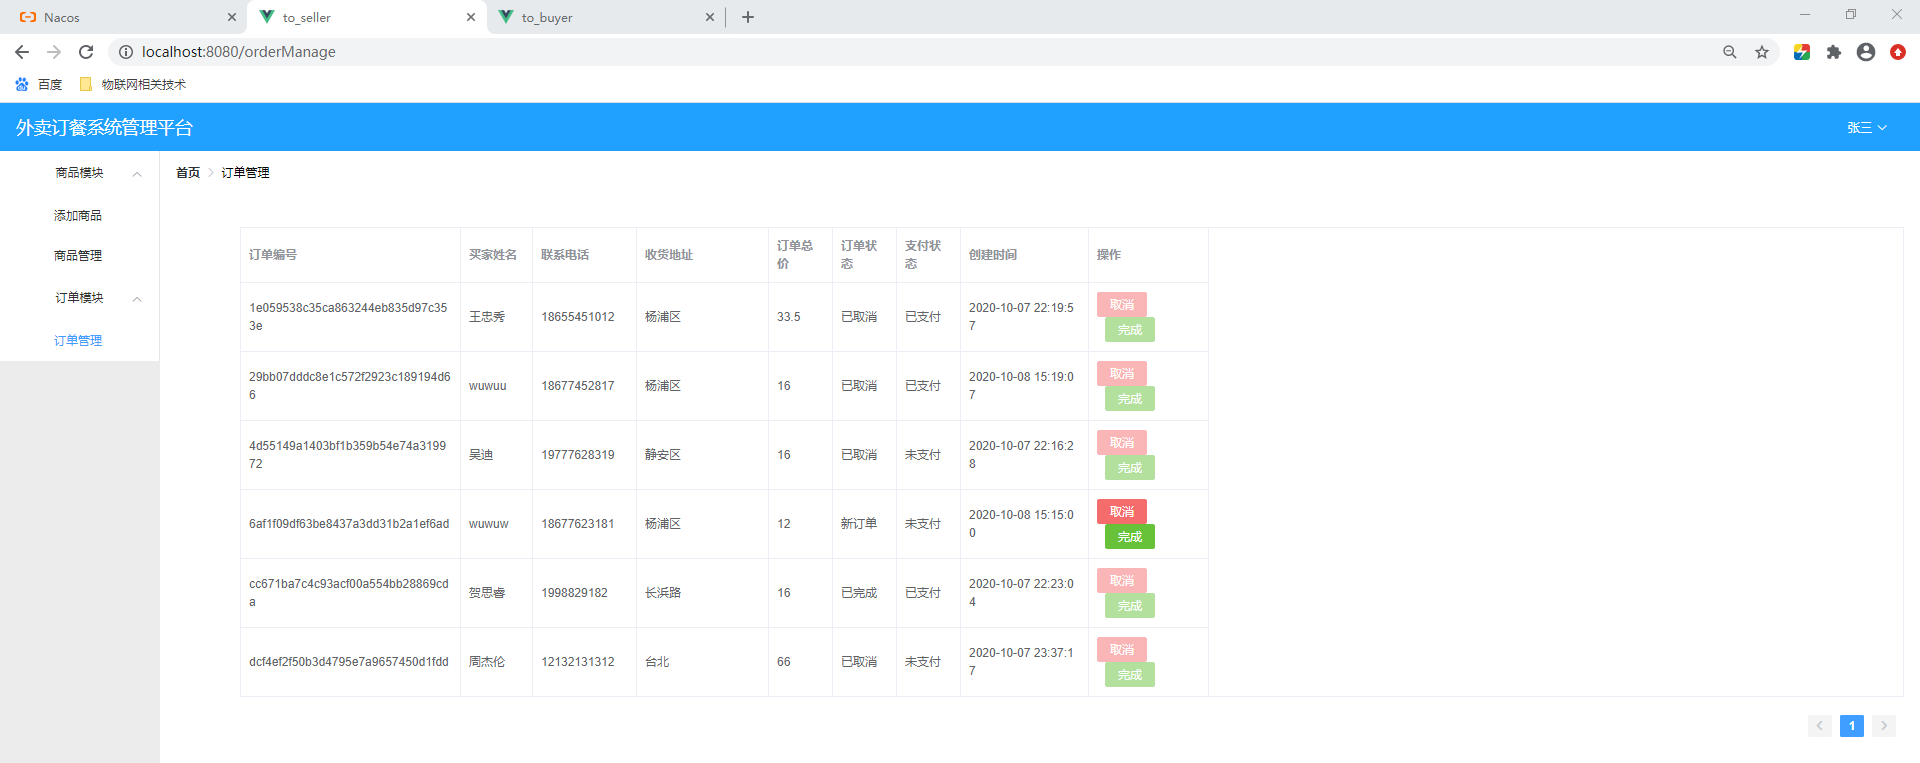 Nacos
to_seller
to_buyer
localhost:8080/orderManage
百度
物联网相关技术
外卖订餐系统管理平台
张三
商品模块
添加商品
商品管理
订单模块
订单管理
首页 > 订单管理
订单编号 买家姓名 联系电话 收货地址 订单总价 订单状态 支付状态 创建时间 操作
1e059538c35ca863244eb835d97c353e 王忠秀 18655451012 杨浦区 33.5 已取消 已支付 2020-10-07 22:19:57 取消 完成
29bb07dddc8e1c572f2923c189194d66 wuwuu 18677452817 杨浦区 16 已取消 已支付 2020-10-08 15:19:07 取消 完成
4d55149a1403bf1b359b54e74a319972 吴迪 19777628319 静安区 16 已取消 未支付 2020-10-07 22:16:28 取消 完成
6af1f09df63be8437a3dd31b2a1ef6ad wuwuw 18677623181 杨浦区 12 新订单 未支付 2020-10-08 15:15:00 取消 完成
cc671ba7c4c93acf00a554bb28869cda 贺思睿 1998829182 长浜路 16 已完成 已支付 2020-10-07 22:23:04 取消 完成
dcf4ef2f50b3d4795e7a9657450d1fdd 周杰伦 12132131312 台北 66 已取消 未支付 2020-10-07 23:37:17 取消 完成
1